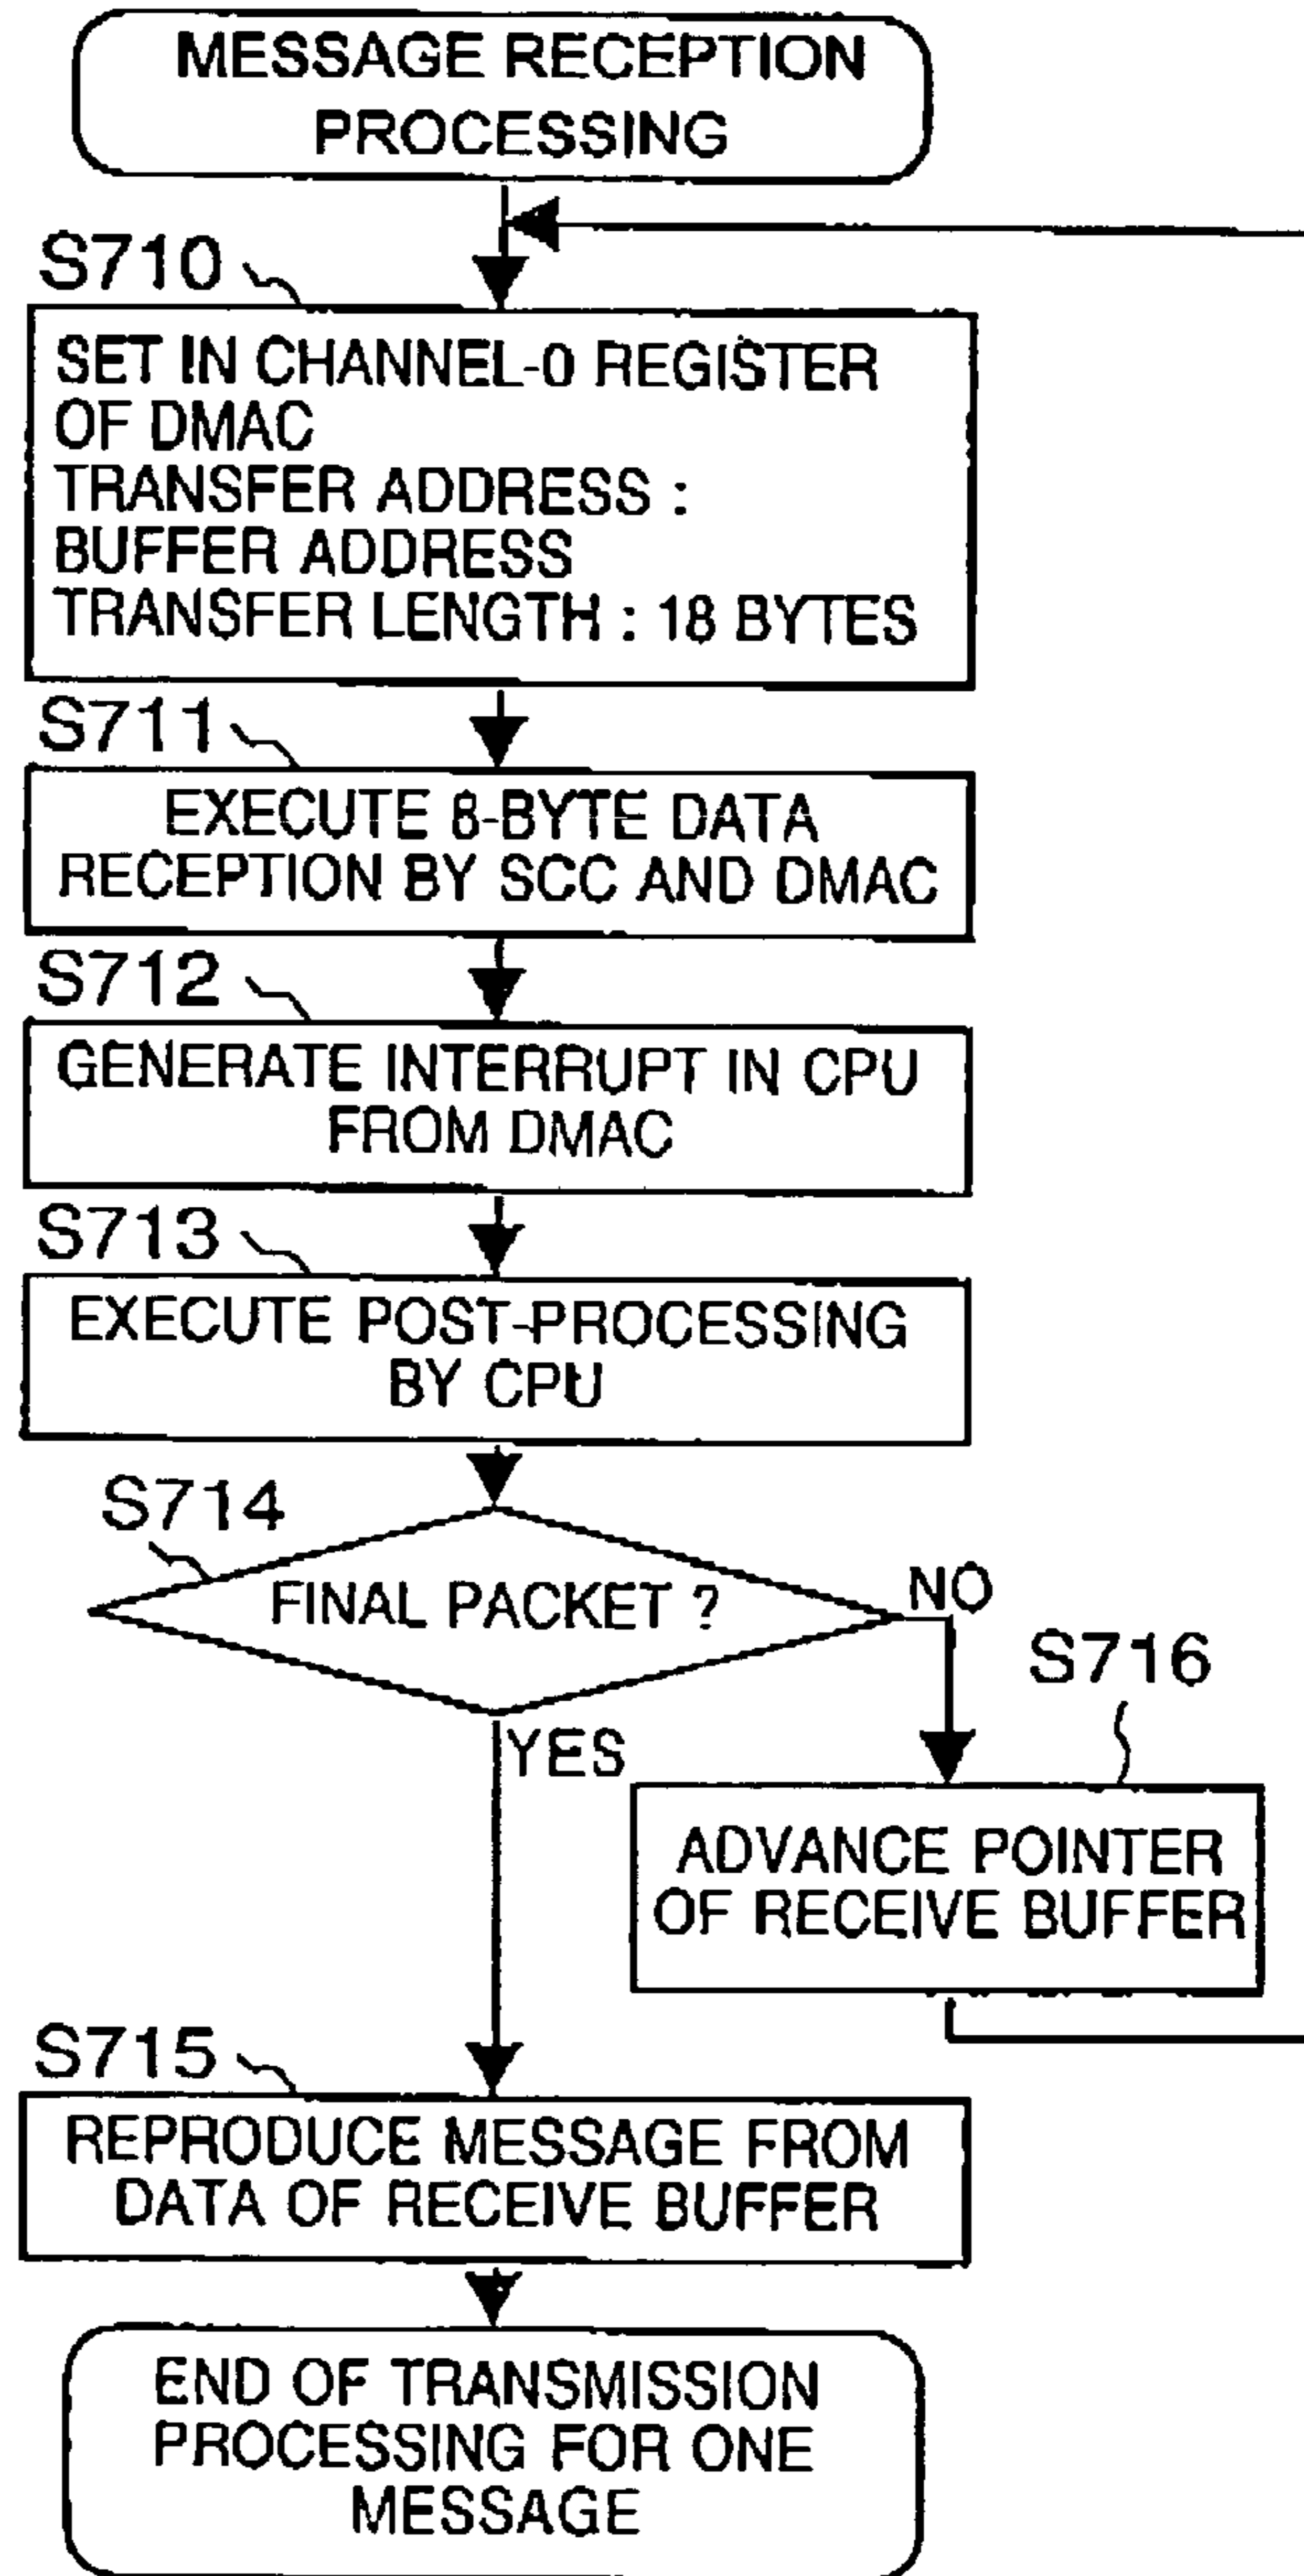 MESSAGE RECEPTION
PROCESSING
S710
SET IN CHANNEL-0 REGISTER
OF DMAC
TRANSFER ADDRESS :
BUFFER ADDRESS
TRANSFER LENGTH : 18 BYTES
S711
EXECUTE 8-BYTE DATA
RECEPTION BY SCC AND DMAC
S712
GENERATE INTERRUPT IN CPU
FROM DMAC
S713
EXECUTE POST-PROCESSING
BY CPU
S714
FINAL PACKET ?
NO
YES
S716
ADVANCE POINTER
OF RECEIVE BUFFER
S715
REPRODUCE MESSAGE FROM
DATA OF RECEIVE BUFFER
END OF TRANSMISSION
PROCESSING FOR ONE
MESSAGE